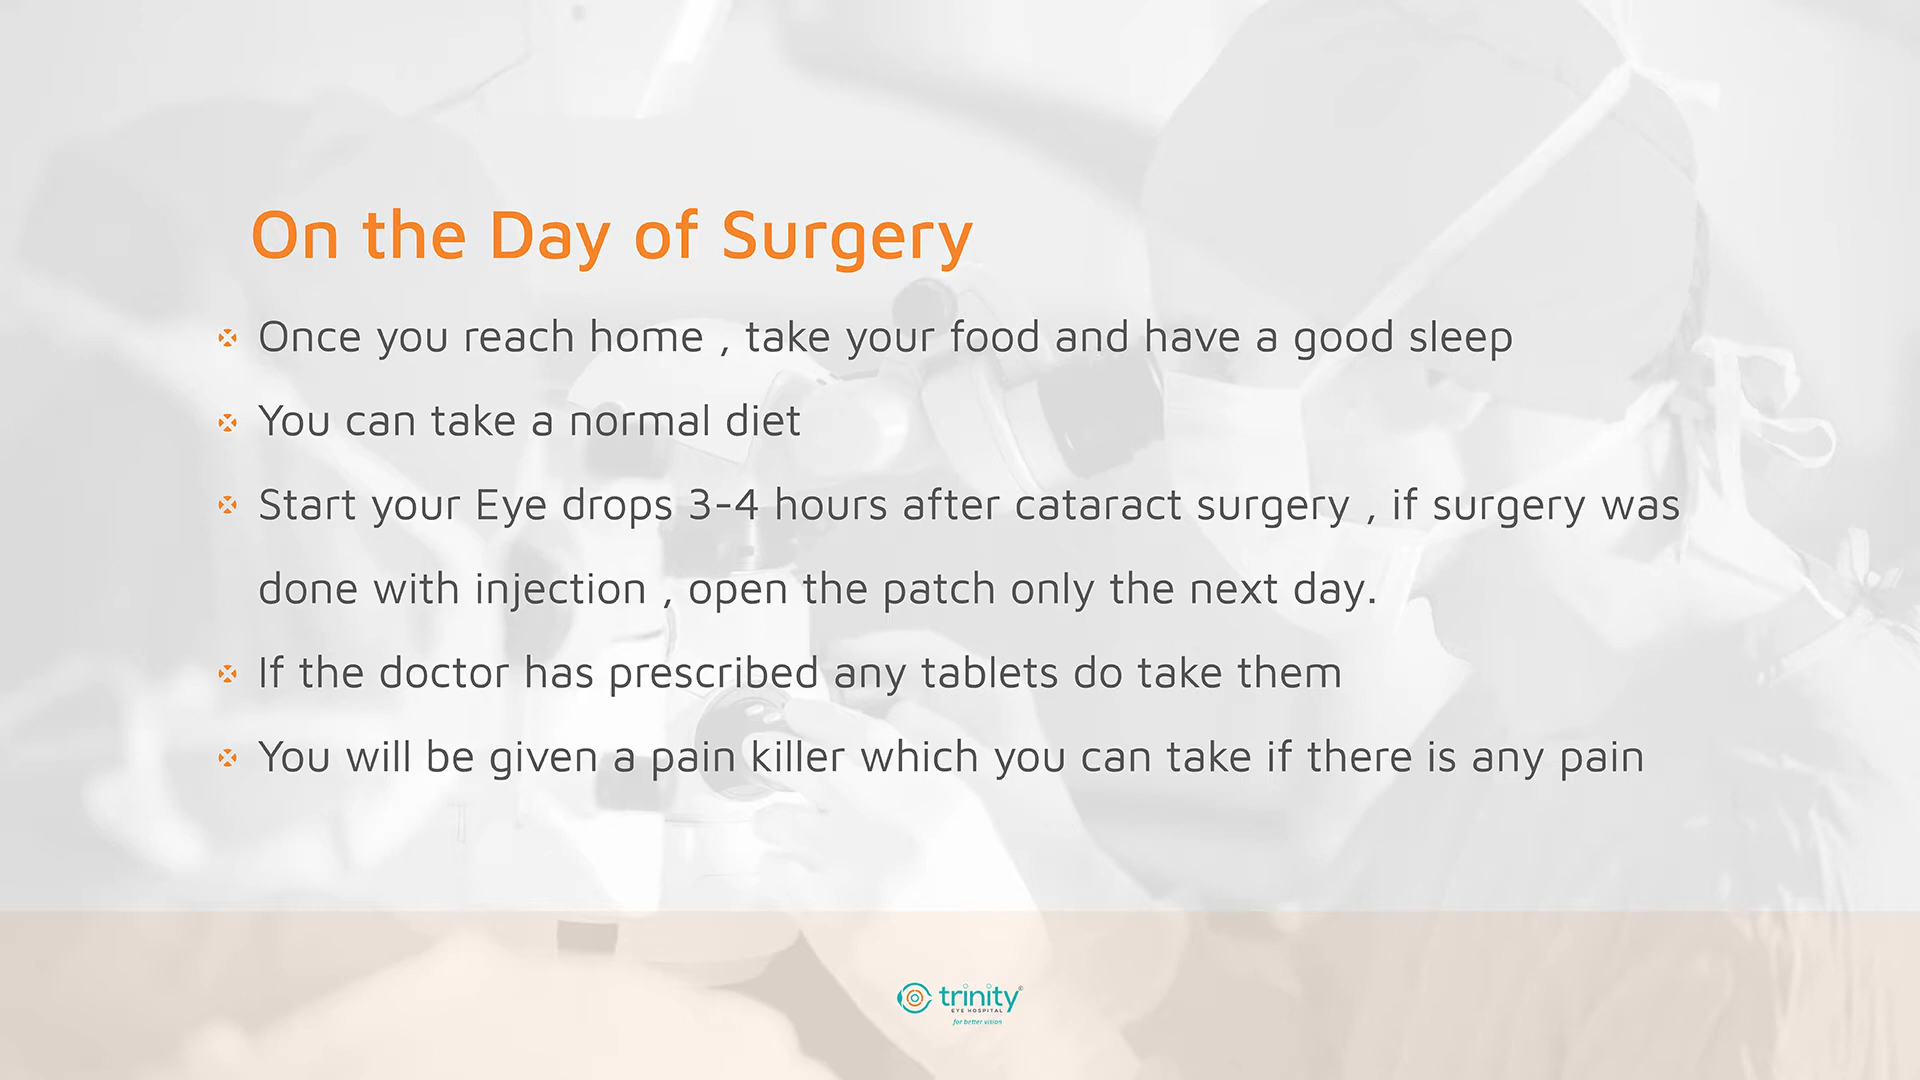 On the Day of Surgery
Once you reach home , take your food and have a good sleep
You can take a normal diet
Start your Eye drops 3-4 hours after cataract surgery , if surgery was
done with injection , open the patch only the next day.
If the doctor has prescribed any tablets do take them
You will be given a pain killer which you can take if there is any pain
trinity®
EYE HOSPITAL
for better vision